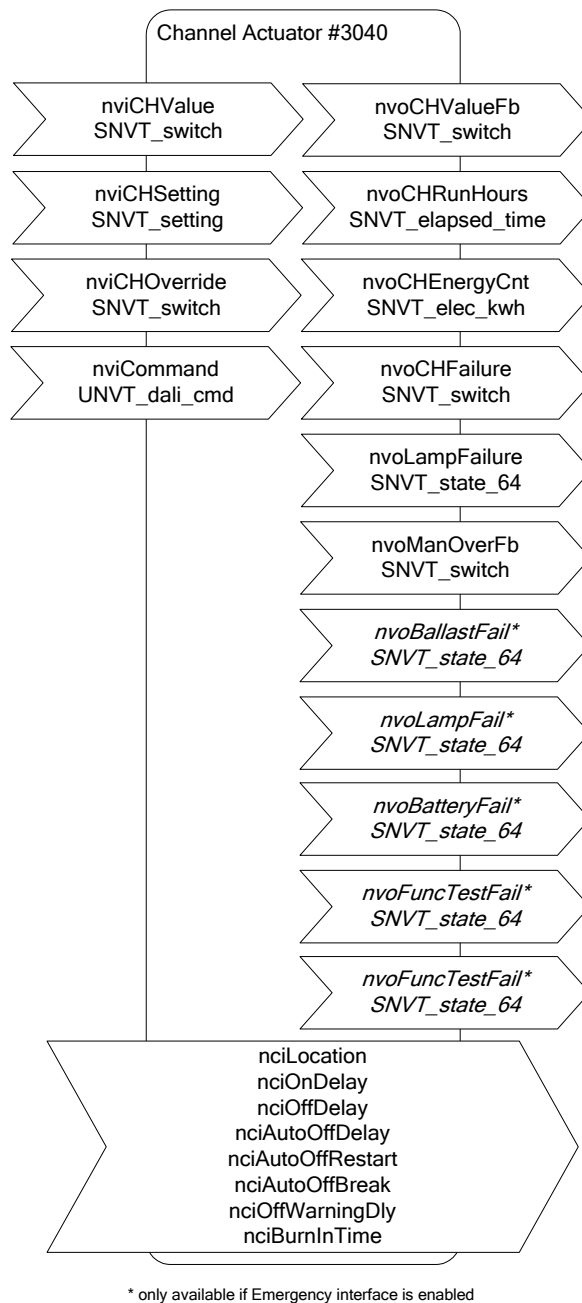 Channel Actuator #3040
nviCHValue
SNVT_switch
nviCHSetting
SNVT_setting
nviCHOverride
SNVT_switch
nviCommand
UNVT_dali_cmd
nvoCHValueFb
SNVT_switch
nvoCHRunHours
SNVT_elapsed_time
nvoCHEnergyCnt
SNVT_elec_kwh
nvoCHFailure
SNVT_switch
nvoLampFailure
SNVT_state_64
nvoManOverFb
SNVT_switch
nvoBallastFail*
SNVT_state_64
nvoLampFail*
SNVT_state_64
nvoBatteryFail*
SNVT_state_64
nvoFuncTestFail*
SNVT_state_64
nvoFuncTestFail*
SNVT_state_64
nciLocation
nciOnDelay
nciOffDelay
nciAutoOffDelay
nciAutoOffRestart
nciAutoOffBreak
nciOffWarningDly
nciBurnInTime
* only available if Emergency interface is enabled